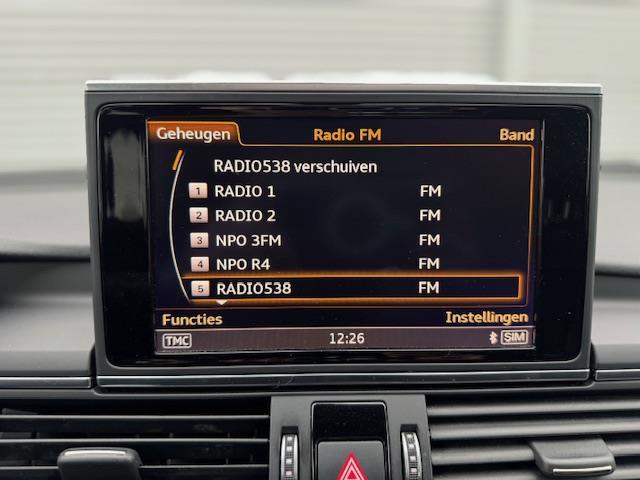 Geheugen Radio FM Band
RADIO538 verschuiven
1 RADIO 1 FM
2 RADIO 2 FM
3 NPO 3FM FM
4 NPO R4 FM
5 RADIO538 FM
Functies Instellingen
TMC 12:26 SIM